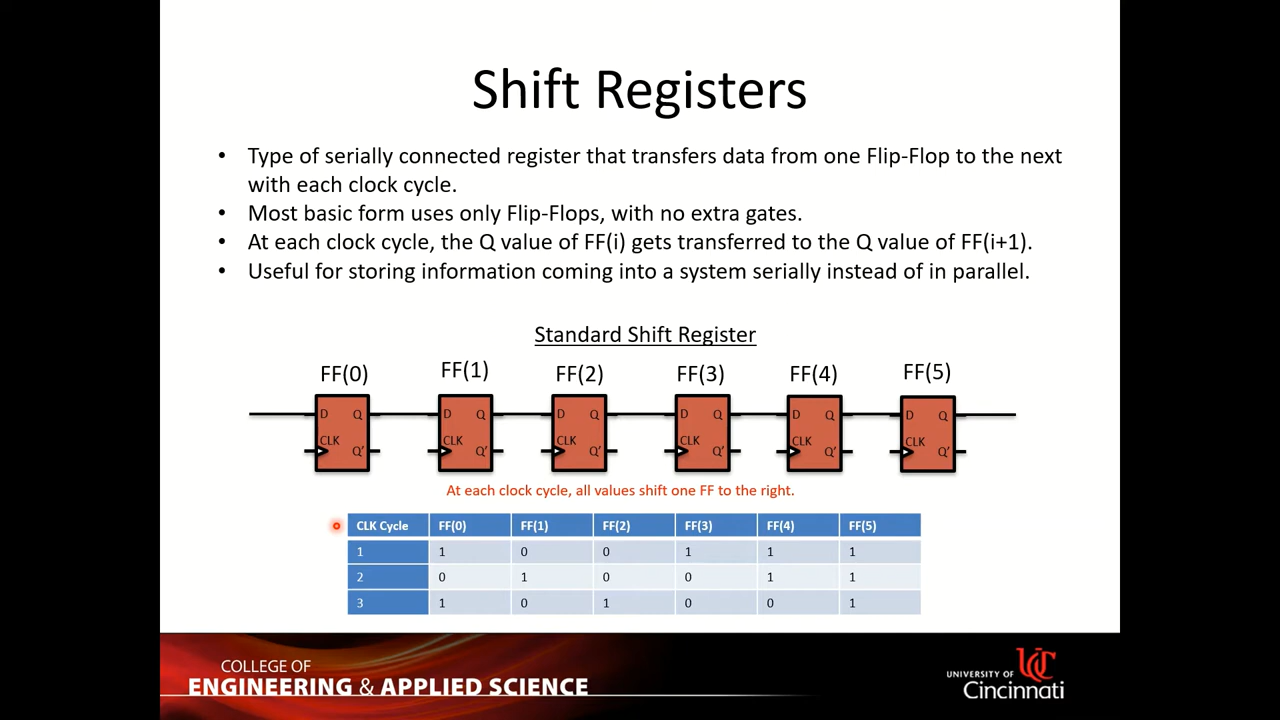 Shift Registers
• Type of serially connected register that transfers data from one Flip-Flop to the next
with each clock cycle.
• Most basic form uses only Flip-Flops, with no extra gates.
• At each clock cycle, the Q value of FF(i) gets transferred to the Q value of FF(i+1).
• Useful for storing information coming into a system serially instead of in parallel.
Standard Shift Register
FF(0) FF(1) FF(2) FF(3) FF(4) FF(5)
D Q D Q D Q D Q D Q D Q
CLK CLK CLK CLK CLK CLK
Q' Q' Q' Q' Q' Q'
At each clock cycle, all values shift one FF to the right.
CLK Cycle FF(0) FF(1) FF(2) FF(3) FF(4) FF(5)
1 1 0 0 1 1 1
2 0 1 0 0 1 1
3 1 0 1 0 0 1
COLLEGE OF
ENGINEERING & APPLIED SCIENCE
UC
UNIVERSITY OF
Cincinnati